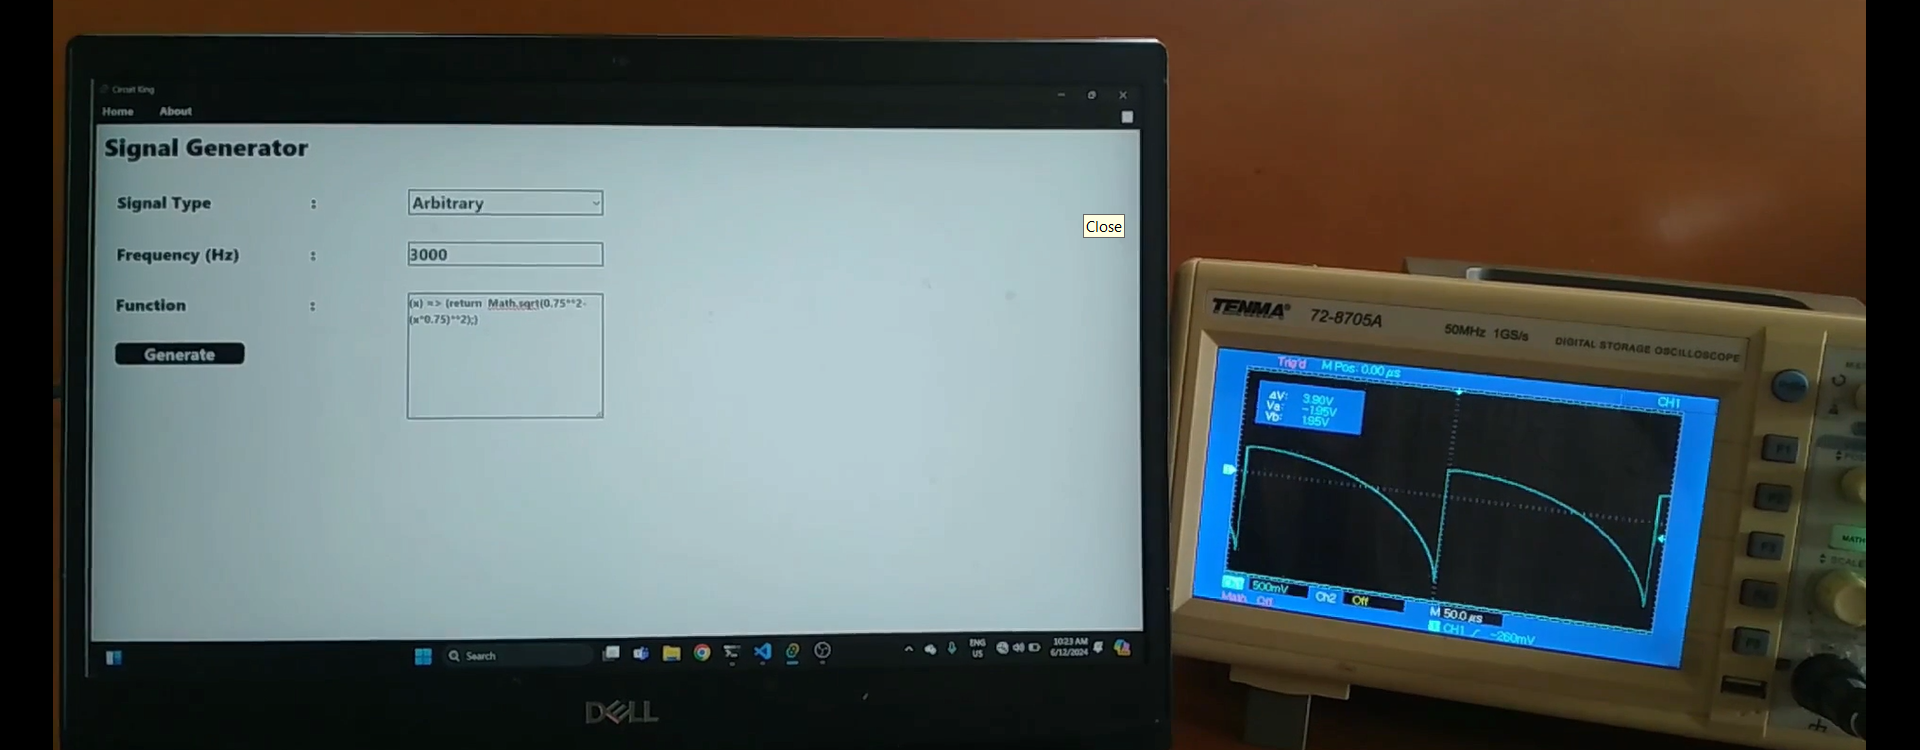 Circuit King
Home About
Signal Generator
Signal Type : Arbitrary
Frequency (Hz) : 3000
Function : (x) => {return Math.sqrt(0.75**2-
(x*0.75)**2);}
Generate
Close
Search
ENG
US
10:23 AM
6/12/2024
DELL
TENMA® 72-8705A 50MHz 1GS/s DIGITAL STORAGE OSCILLOSCOPE
Trig'd M Pos: 0.00 µs
CH1
ΔV: 3.90V
Va: -1.95V
Vb: 1.95V
500mV Ch2 Off M 50.0 µs
Math Off CH1 -260mV
F1
MATH
SCALE